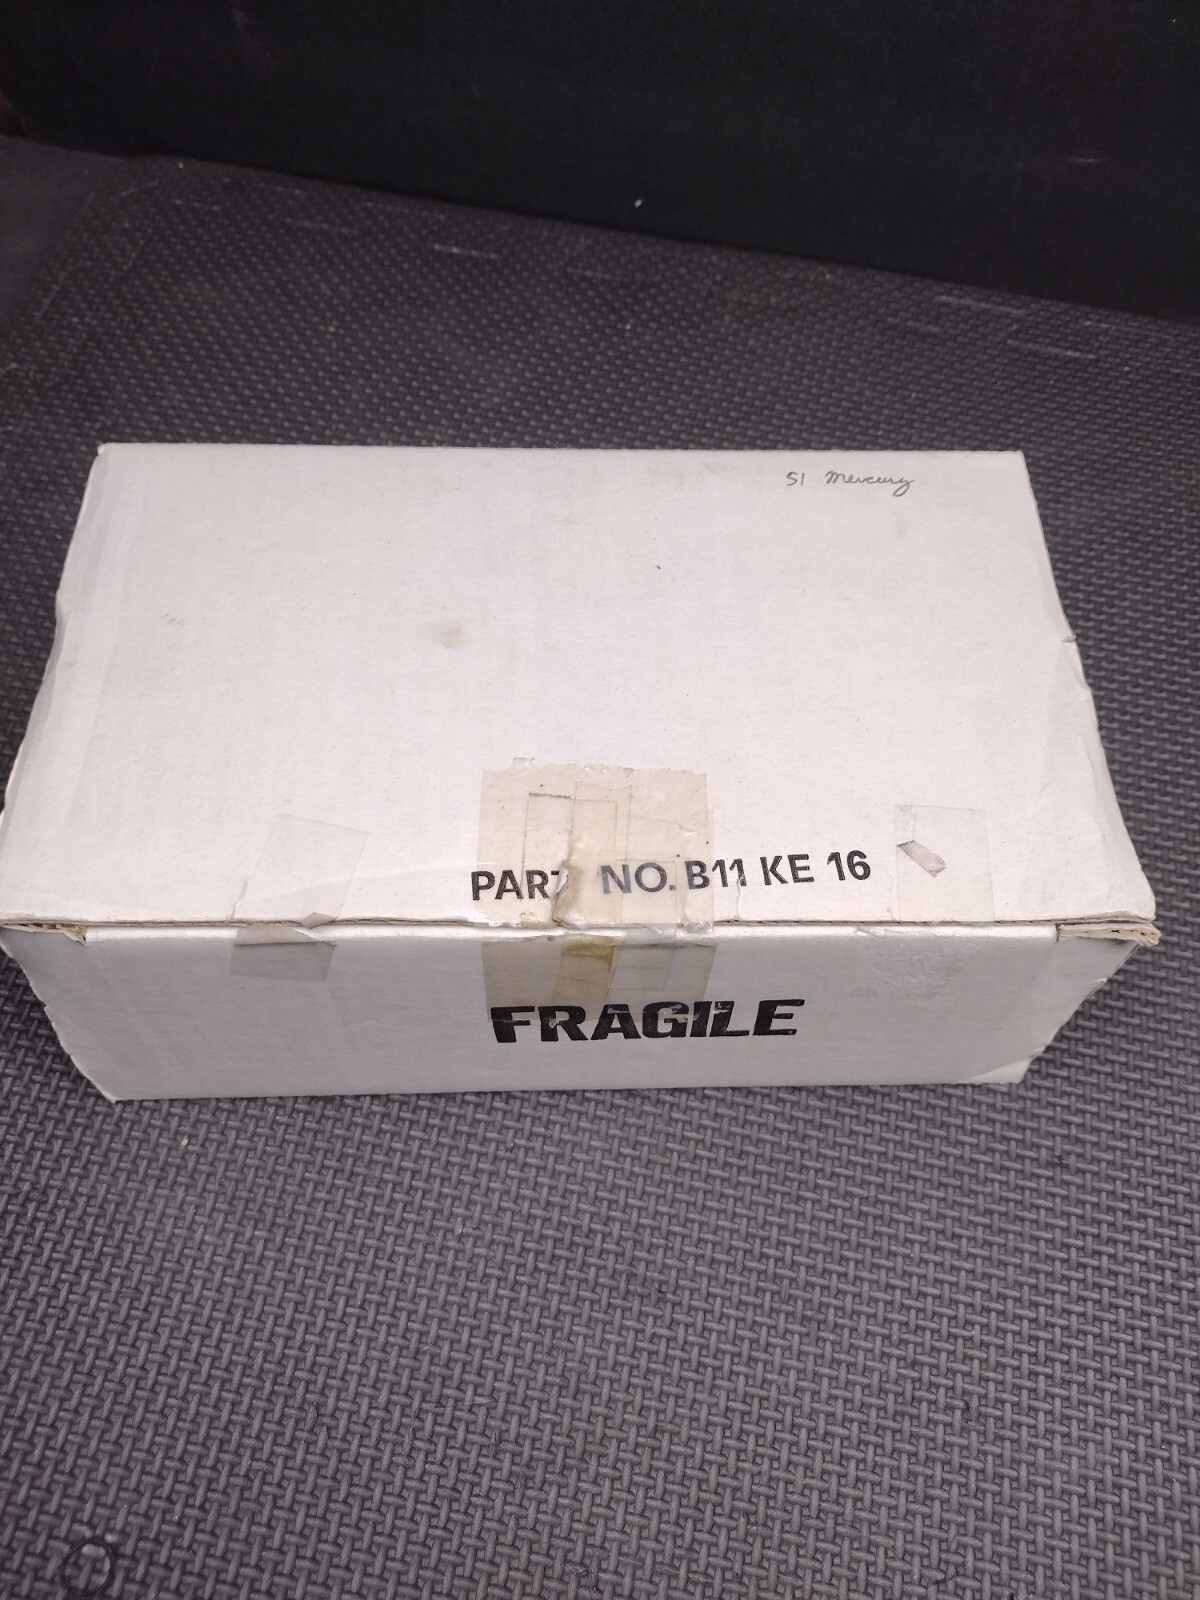 51 Mercury
PART NO. B11 KE 16
FRAGILE